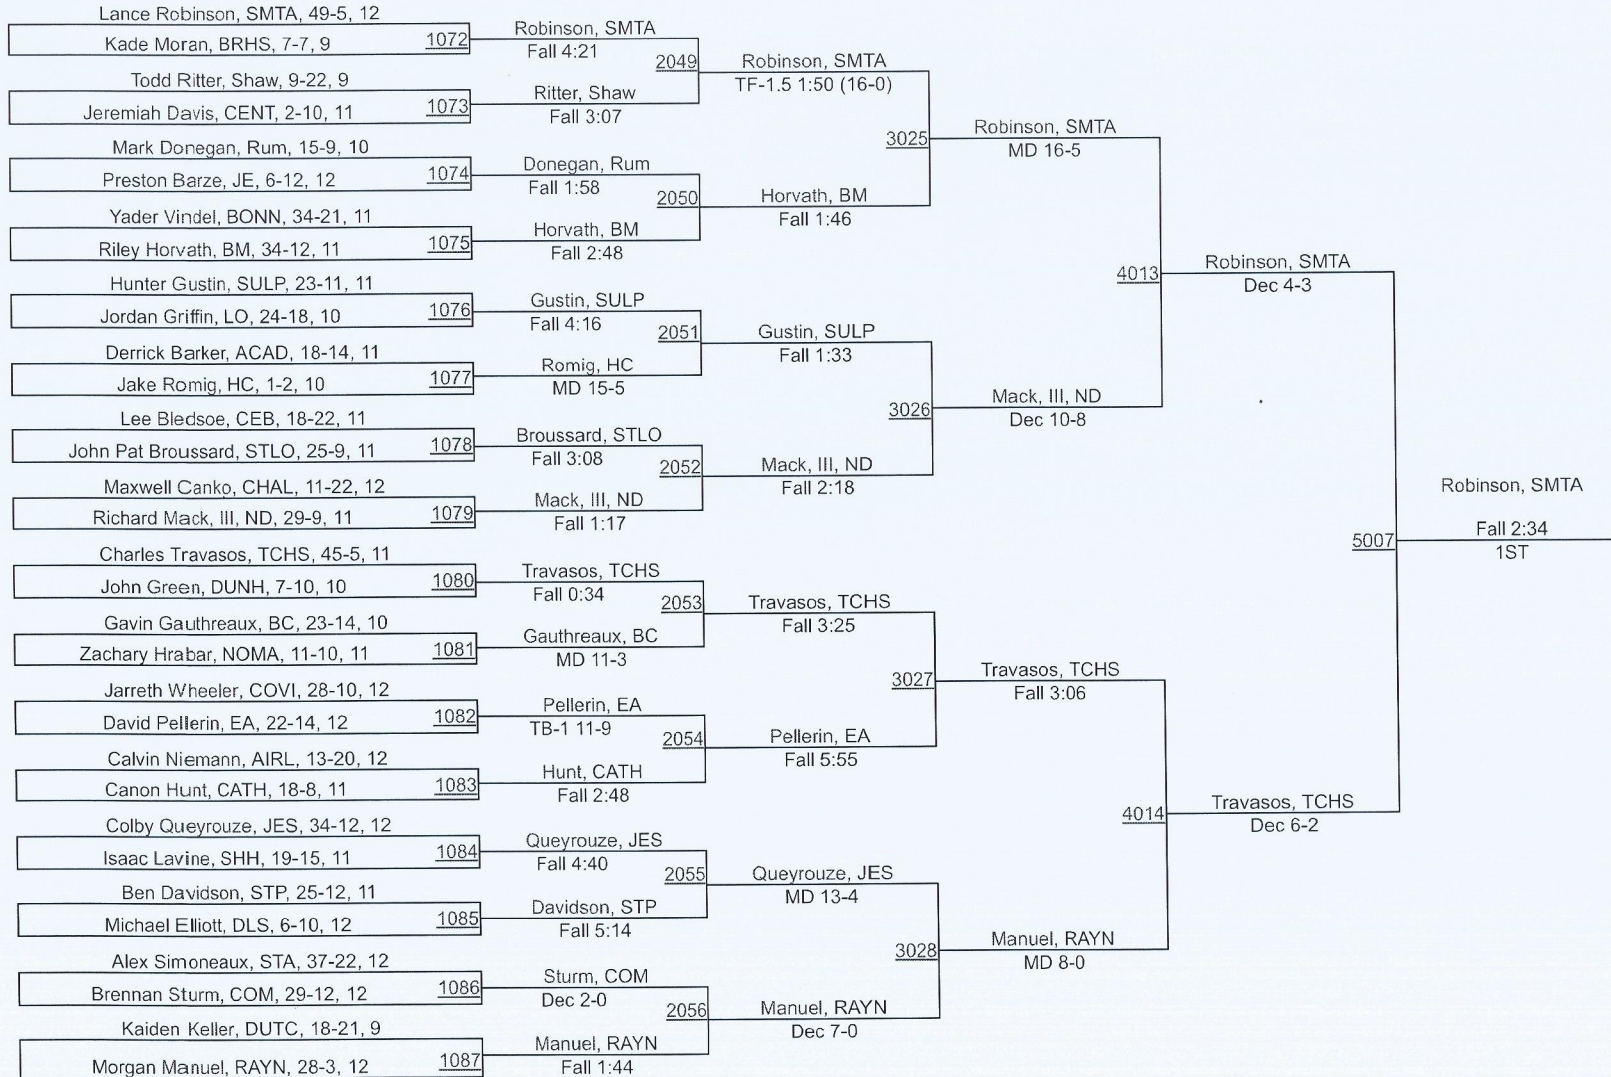 Lance Robinson, SMTA, 49-5, 12
Kade Moran, BRHS, 7-7, 9
1072
Todd Ritter, Shaw, 9-22, 9
Jeremiah Davis, CENT, 2-10, 11
1073
Mark Donegan, Rum, 15-9, 10
Preston Barze, JE, 6-12, 12
1074
Yader Vindel, BONN, 34-21, 11
Riley Horvath, BM, 34-12, 11
1075
Hunter Gustin, SULP, 23-11, 11
Jordan Griffin, LO, 24-18, 10
1076
Derrick Barker, ACAD, 18-14, 11
Jake Romig, HC, 1-2, 10
1077
Lee Bledsoe, CEB, 18-22, 11
John Pat Broussard, STLO, 25-9, 11
1078
Maxwell Canko, CHAL, 11-22, 12
Richard Mack, III, ND, 29-9, 11
1079
Charles Travasos, TCHS, 45-5, 11
John Green, DUNH, 7-10, 10
1080
Gavin Gauthreaux, BC, 23-14, 10
Zachary Hrabar, NOMA, 11-10, 11
1081
Jarreth Wheeler, COVI, 28-10, 12
David Pellerin, EA, 22-14, 12
1082
Calvin Niemann, AIRL, 13-20, 12
Canon Hunt, CATH, 18-8, 11
1083
Colby Queyrouze, JES, 34-12, 12
Isaac Lavine, SHH, 19-15, 11
1084
Ben Davidson, STP, 25-12, 11
Michael Elliott, DLS, 6-10, 12
1085
Alex Simoneaux, STA, 37-22, 12
Brennan Sturm, COM, 29-12, 12
1086
Kaiden Keller, DUTC, 18-21, 9
Morgan Manuel, RAYN, 28-3, 12
1087
Robinson, SMTA
Fall 4:21
2049
Ritter, Shaw
Fall 3:07
Donegan, Rum
Fall 1:58
2050
Horvath, BM
Fall 2:48
Gustin, SULP
Fall 4:16
2051
Romig, HC
MD 15-5
Broussard, STLO
Fall 3:08
2052
Mack, III, ND
Fall 1:17
Travasos, TCHS
Fall 0:34
2053
Gauthreaux, BC
MD 11-3
Pellerin, EA
TB-1 11-9
2054
Hunt, CATH
Fall 2:48
Queyrouze, JES
Fall 4:40
2055
Davidson, STP
Fall 5:14
Sturm, COM
Dec 2-0
2056
Manuel, RAYN
Fall 1:44
Robinson, SMTA
TF-1.5 1:50 (16-0)
3025
Horvath, BM
Fall 1:46
Gustin, SULP
Fall 1:33
3026
Mack, III, ND
Fall 2:18
Travasos, TCHS
Fall 3:25
3027
Pellerin, EA
Fall 5:55
Queyrouze, JES
MD 13-4
3028
Manuel, RAYN
Dec 7-0
Robinson, SMTA
MD 16-5
4013
Mack, III, ND
Dec 10-8
Travasos, TCHS
Fall 3:06
4014
Manuel, RAYN
MD 8-0
Robinson, SMTA
Dec 4-3
5007
Travasos, TCHS
Dec 6-2
Robinson, SMTA
Fall 2:34
1ST